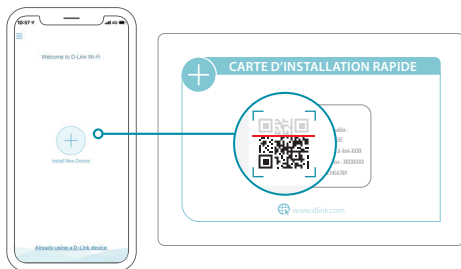 10:57
4G
Welcome to D-Link Wi-Fi
Install New Device
Already using a D-Link device
CARTE D'INSTALLATION RAPIDE
www.dlink.com